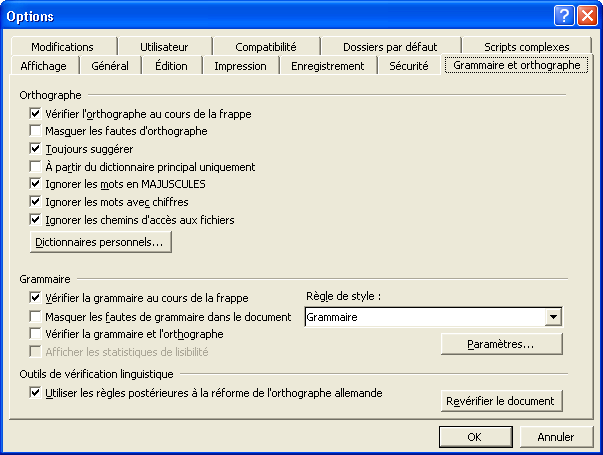 Options
Modifications Utilisateur Compatibilité Dossiers par défaut Scripts complexes
Affichage Général Édition Impression Enregistrement Sécurité Grammaire et orthographe
Orthographe
Vérifier l'orthographe au cours de la frappe
Masquer les fautes d'orthographe
Toujours suggérer
À partir du dictionnaire principal uniquement
Ignorer les mots en MAJUSCULES
Ignorer les mots avec chiffres
Ignorer les chemins d'accès aux fichiers
Dictionnaires personnels...
Grammaire
Vérifier la grammaire au cours de la frappe Règle de style :
Masquer les fautes de grammaire dans le document Grammaire
Vérifier la grammaire et l'orthographe
Paramètres...
Afficher les statistiques de lisibilité
Outils de vérification linguistique
Utiliser les règles postérieures à la réforme de l'orthographe allemande
Revérifier le document
OK Annuler